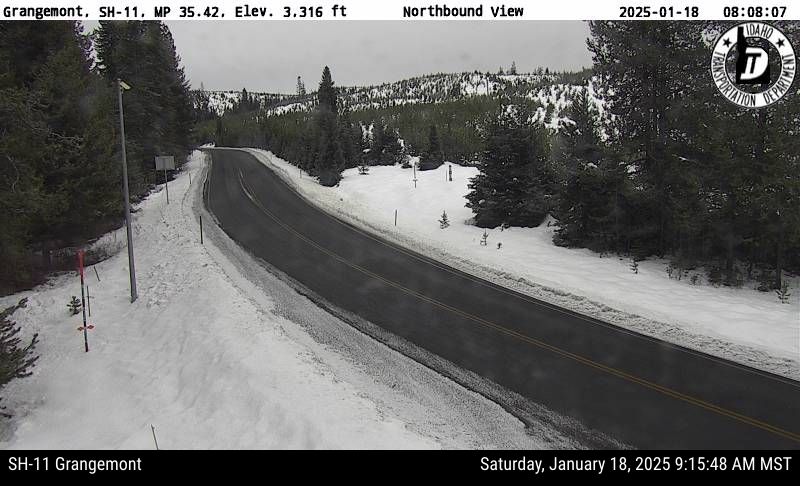 Grangemont, SH-11, MP 35.42, Elev. 3,316 ft Northbound View 2025-01-18 08:08:07
IDAHO
TRANSPORTATION DEPARTMENT
SH-11 Grangemont Saturday, January 18, 2025 9:15:48 AM MST